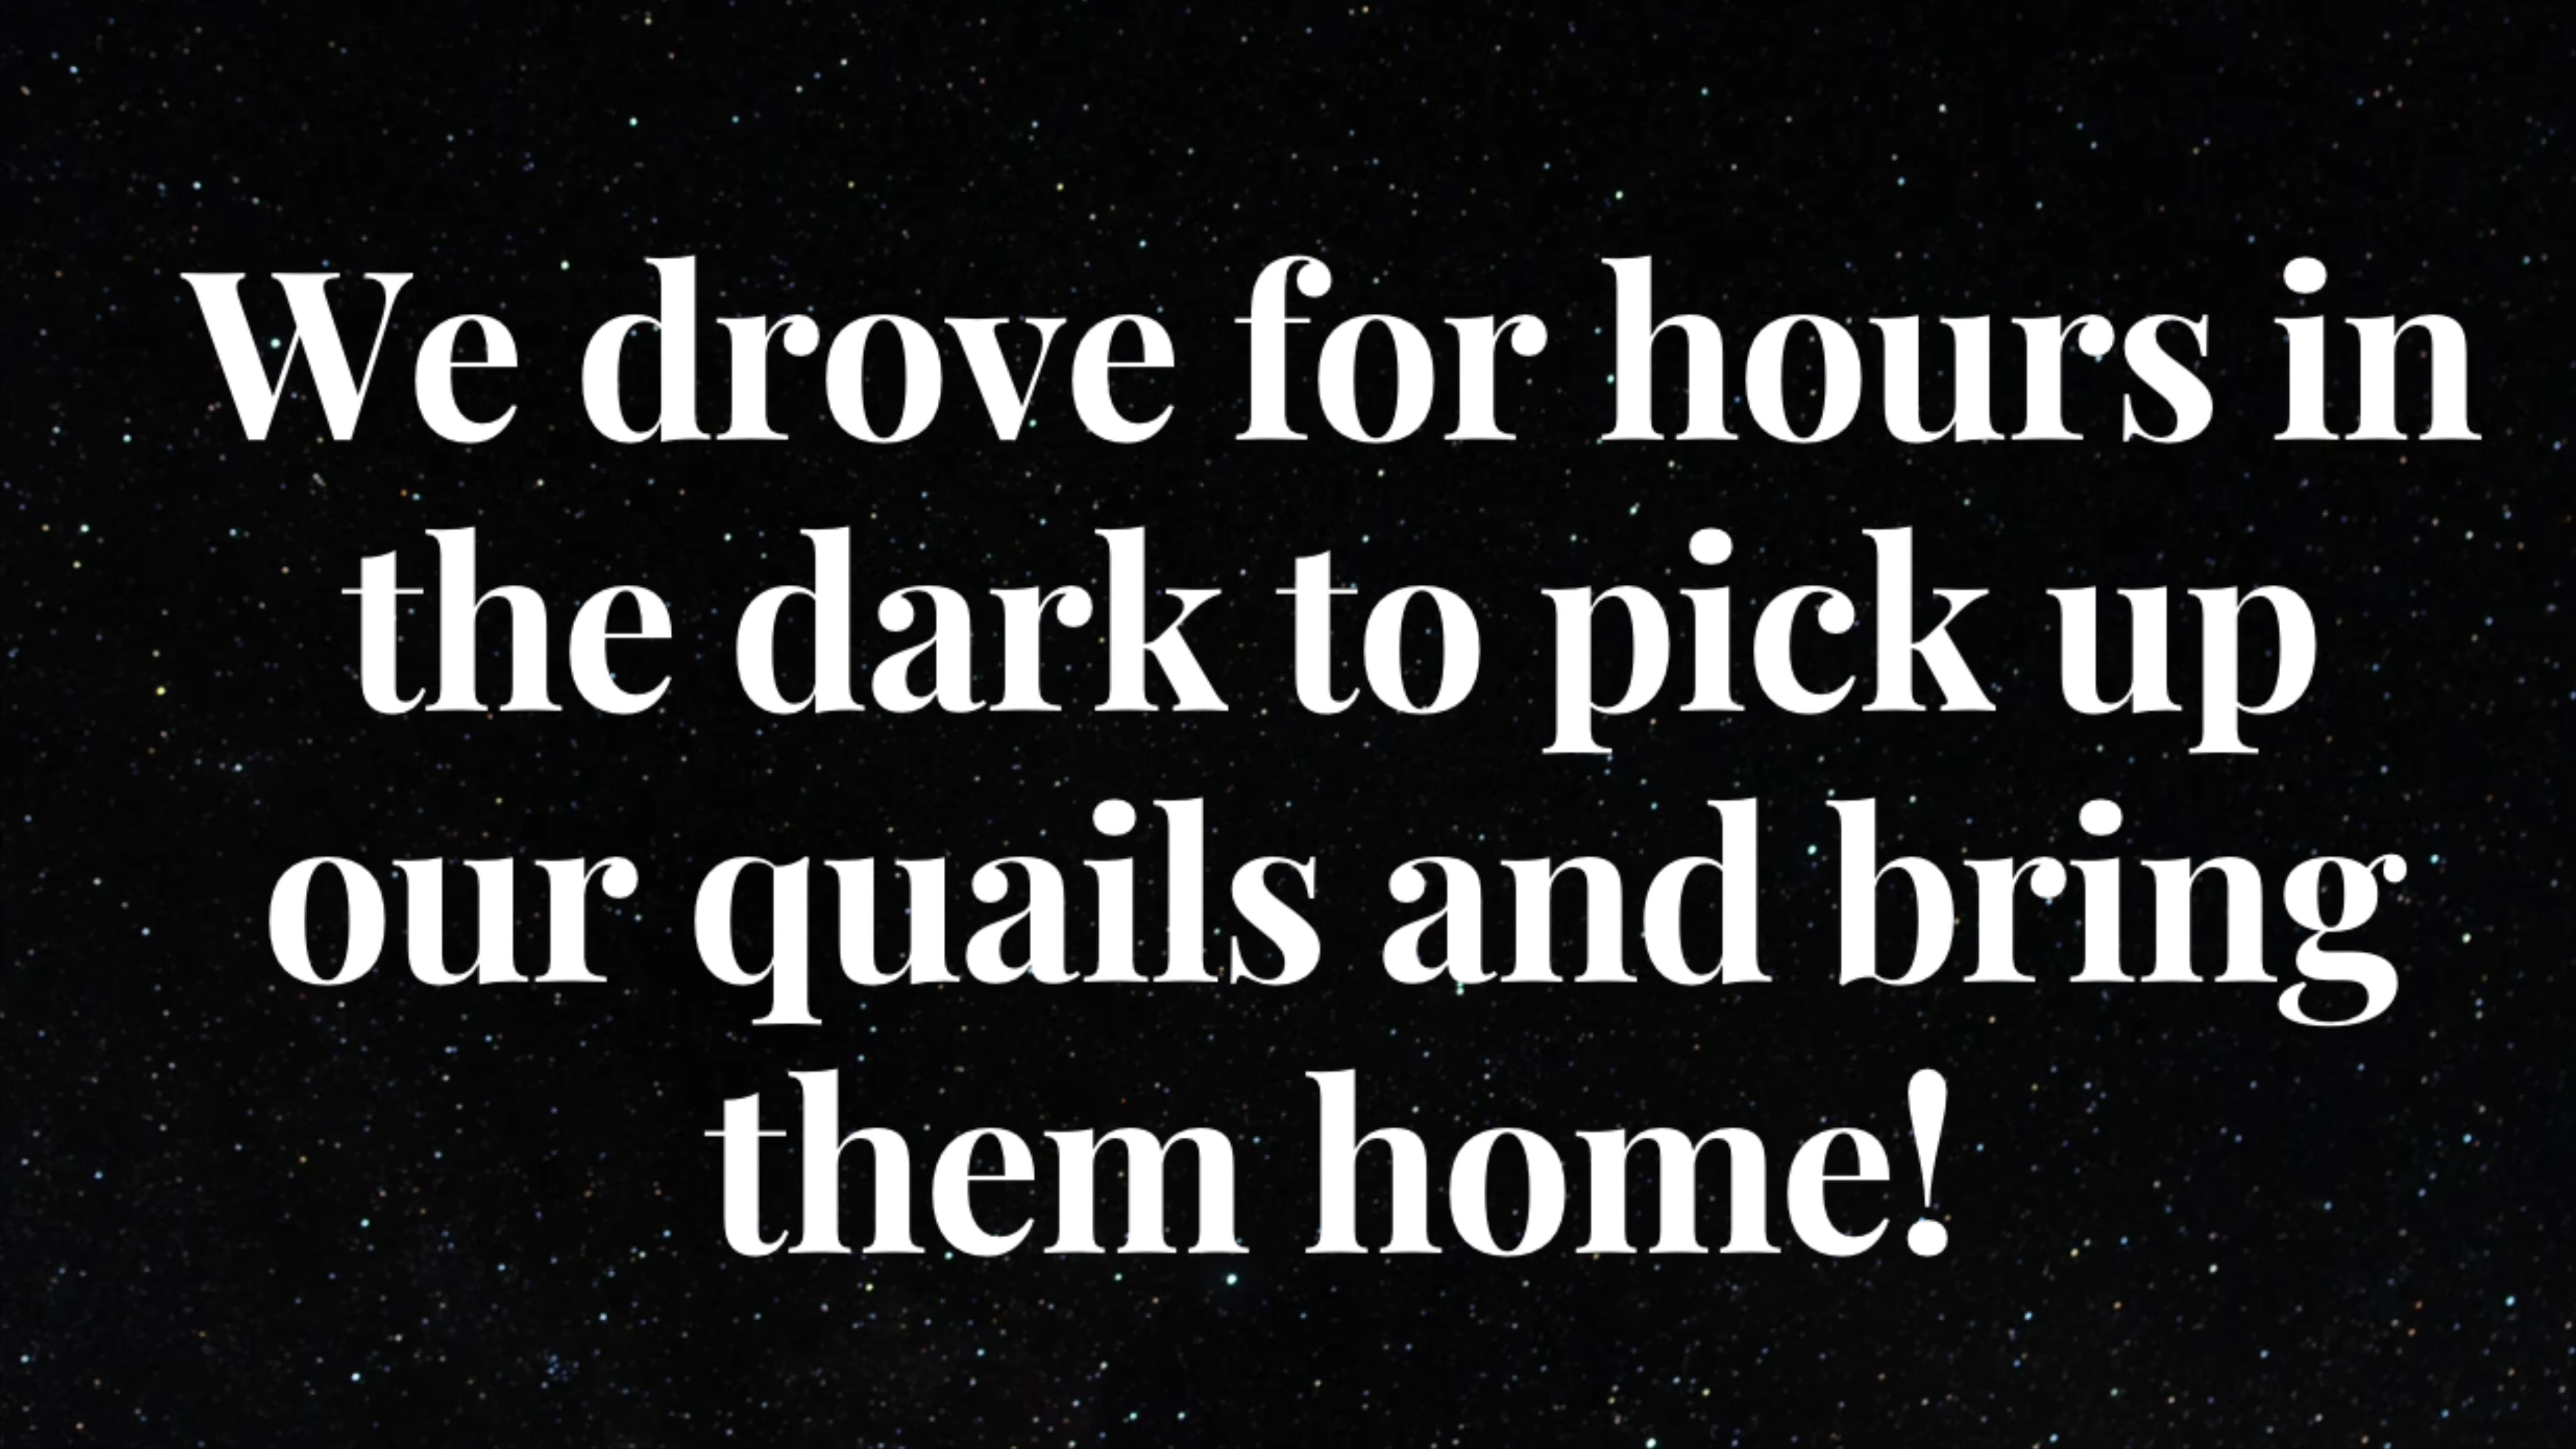 We drove for hours in
the dark to pick up
our quails and bring
them home!